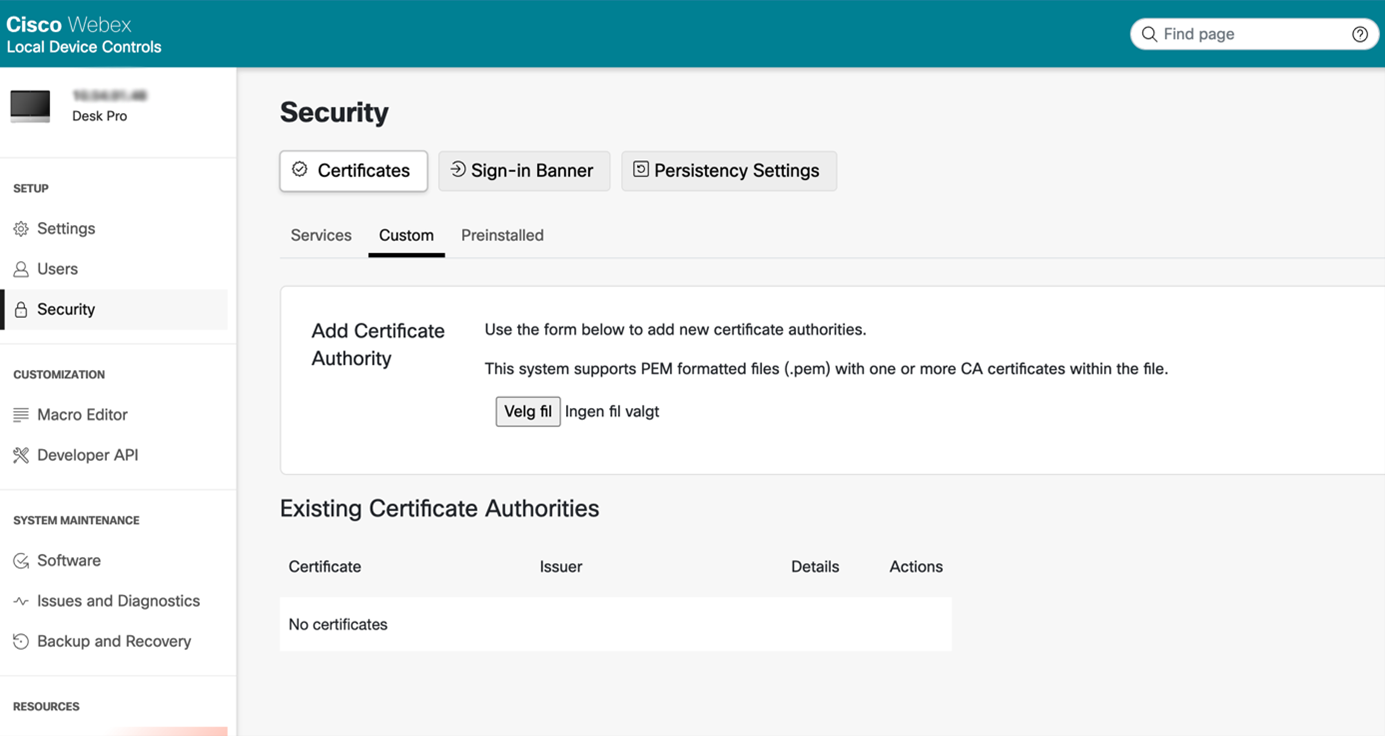 Cisco Webex
Local Device Controls
Find page
Desk Pro
SETUP
Settings
Users
Security
CUSTOMIZATION
Macro Editor
Developer API
SYSTEM MAINTENANCE
Software
Issues and Diagnostics
Backup and Recovery
RESOURCES
Security
Certificates
Sign-in Banner
Persistency Settings
Services
Custom
Preinstalled
Add Certificate
Authority
Use the form below to add new certificate authorities.
This system supports PEM formatted files (.pem) with one or more CA certificates within the file.
Velg fil Ingen fil valgt
Existing Certificate Authorities
Certificate Issuer Details Actions
No certificates